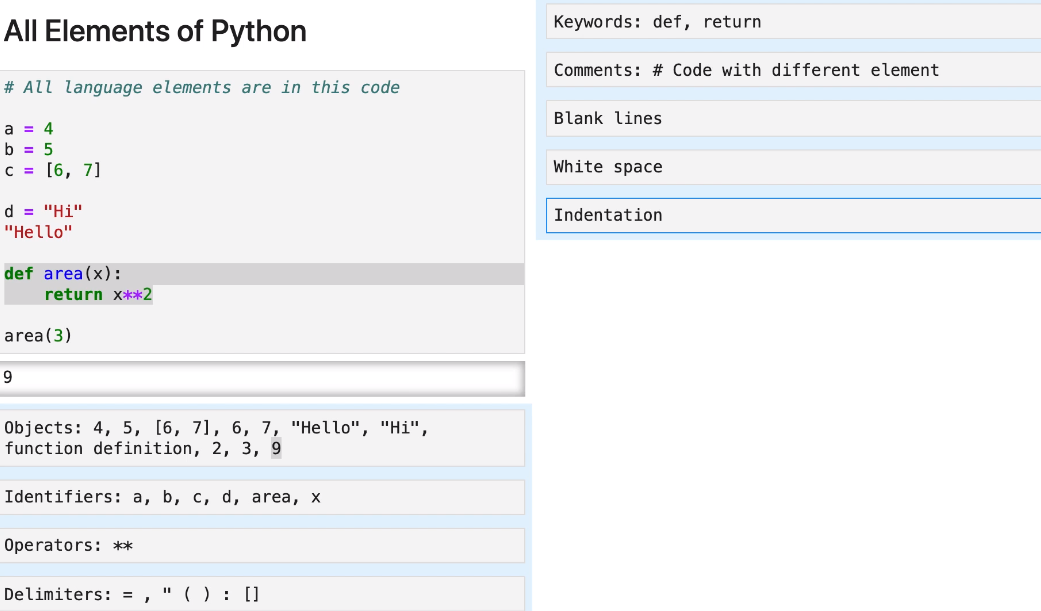 All Elements of Python
# All language elements are in this code
a = 4
b = 5
c = [6, 7]
d = "Hi"
"Hello"
def area(x):
    return x**2
area(3)
9
Objects: 4, 5, [6, 7], 6, 7, "Hello", "Hi",
function definition, 2, 3, 9
Identifiers: a, b, c, d, area, x
Operators: **
Delimiters: = , " ( ) : []
Keywords: def, return
Comments: # Code with different element
Blank lines
White space
Indentation